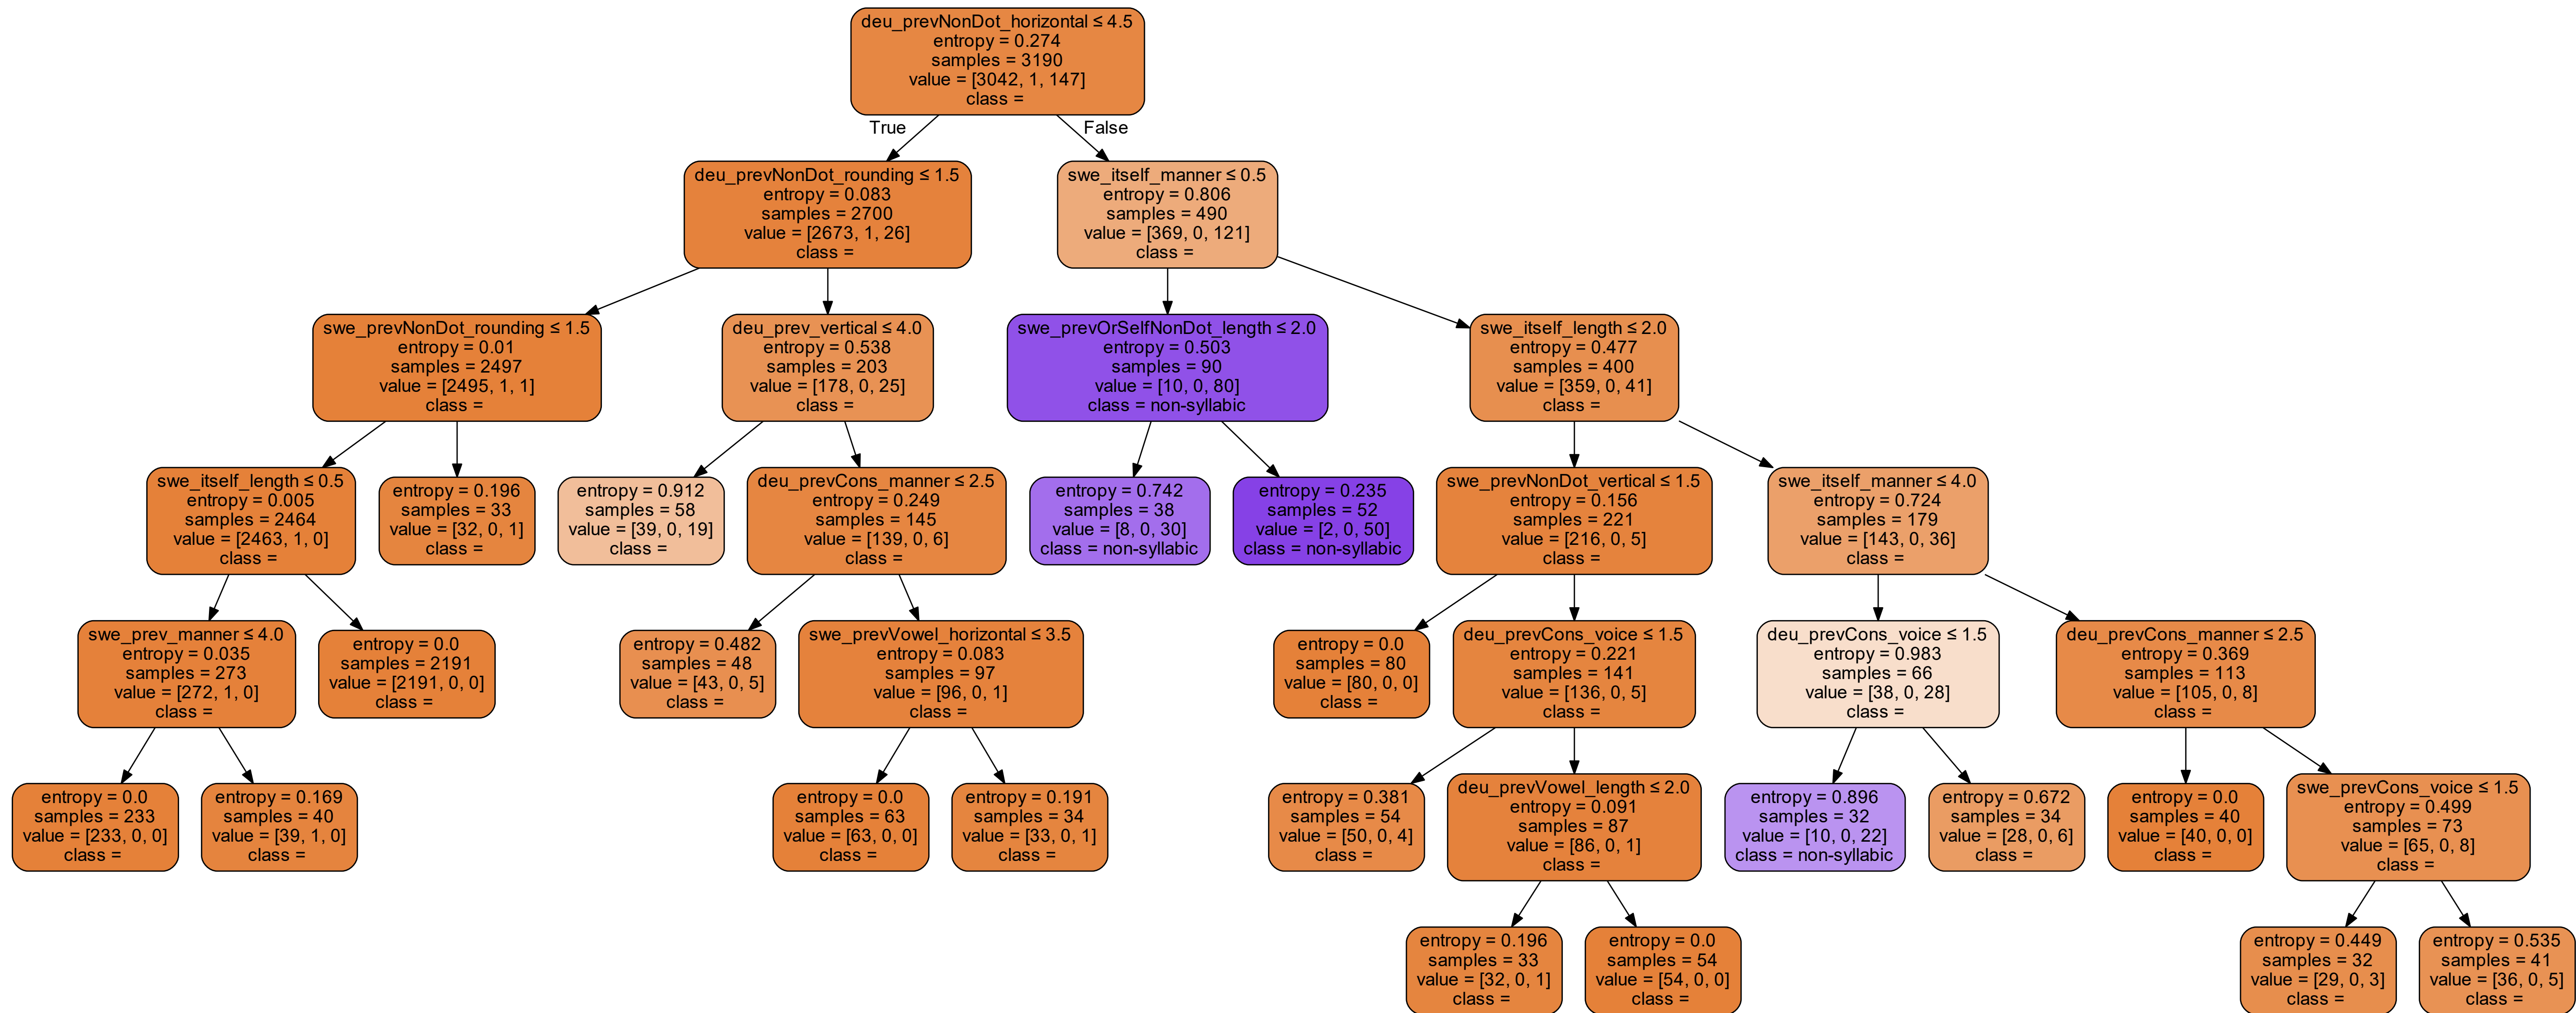 deu_prevNonDot_horizontal ≤ 4.5
entropy = 0.274
samples = 3190
value = [3042, 1, 147]
class =
True
False
deu_prevNonDot_rounding ≤ 1.5
entropy = 0.083
samples = 2700
value = [2673, 1, 26]
class =
swe_itself_manner ≤ 0.5
entropy = 0.806
samples = 490
value = [369, 0, 121]
class =
swe_prevNonDot_rounding ≤ 1.5
entropy = 0.01
samples = 2497
value = [2495, 1, 1]
class =
deu_prev_vertical ≤ 4.0
entropy = 0.538
samples = 203
value = [178, 0, 25]
class =
swe_prevOrSelfNonDot_length ≤ 2.0
entropy = 0.503
samples = 90
value = [10, 0, 80]
class = non-syllabic
swe_itself_length ≤ 2.0
entropy = 0.477
samples = 400
value = [359, 0, 41]
class =
swe_itself_length ≤ 0.5
entropy = 0.005
samples = 2464
value = [2463, 1, 0]
class =
entropy = 0.196
samples = 33
value = [32, 0, 1]
class =
entropy = 0.912
samples = 58
value = [39, 0, 19]
class =
deu_prevCons_manner ≤ 2.5
entropy = 0.249
samples = 145
value = [139, 0, 6]
class =
entropy = 0.742
samples = 38
value = [8, 0, 30]
class = non-syllabic
entropy = 0.235
samples = 52
value = [2, 0, 50]
class = non-syllabic
swe_prevNonDot_vertical ≤ 1.5
entropy = 0.156
samples = 221
value = [216, 0, 5]
class =
swe_itself_manner ≤ 4.0
entropy = 0.724
samples = 179
value = [143, 0, 36]
class =
swe_prev_manner ≤ 4.0
entropy = 0.035
samples = 273
value = [272, 1, 0]
class =
entropy = 0.0
samples = 2191
value = [2191, 0, 0]
class =
entropy = 0.482
samples = 48
value = [43, 0, 5]
class =
swe_prevVowel_horizontal ≤ 3.5
entropy = 0.083
samples = 97
value = [96, 0, 1]
class =
entropy = 0.0
samples = 80
value = [80, 0, 0]
class =
deu_prevCons_voice ≤ 1.5
entropy = 0.221
samples = 141
value = [136, 0, 5]
class =
deu_prevCons_voice ≤ 1.5
entropy = 0.983
samples = 66
value = [38, 0, 28]
class =
deu_prevCons_manner ≤ 2.5
entropy = 0.369
samples = 113
value = [105, 0, 8]
class =
entropy = 0.0
samples = 233
value = [233, 0, 0]
class =
entropy = 0.169
samples = 40
value = [39, 1, 0]
class =
entropy = 0.0
samples = 63
value = [63, 0, 0]
class =
entropy = 0.191
samples = 34
value = [33, 0, 1]
class =
entropy = 0.381
samples = 54
value = [50, 0, 4]
class =
deu_prevVowel_length ≤ 2.0
entropy = 0.091
samples = 87
value = [86, 0, 1]
class =
entropy = 0.896
samples = 32
value = [10, 0, 22]
class = non-syllabic
entropy = 0.672
samples = 34
value = [28, 0, 6]
class =
entropy = 0.0
samples = 40
value = [40, 0, 0]
class =
swe_prevCons_voice ≤ 1.5
entropy = 0.499
samples = 73
value = [65, 0, 8]
class =
entropy = 0.196
samples = 33
value = [32, 0, 1]
class =
entropy = 0.0
samples = 54
value = [54, 0, 0]
class =
entropy = 0.449
samples = 32
value = [29, 0, 3]
class =
entropy = 0.535
samples = 41
value = [36, 0, 5]
class =